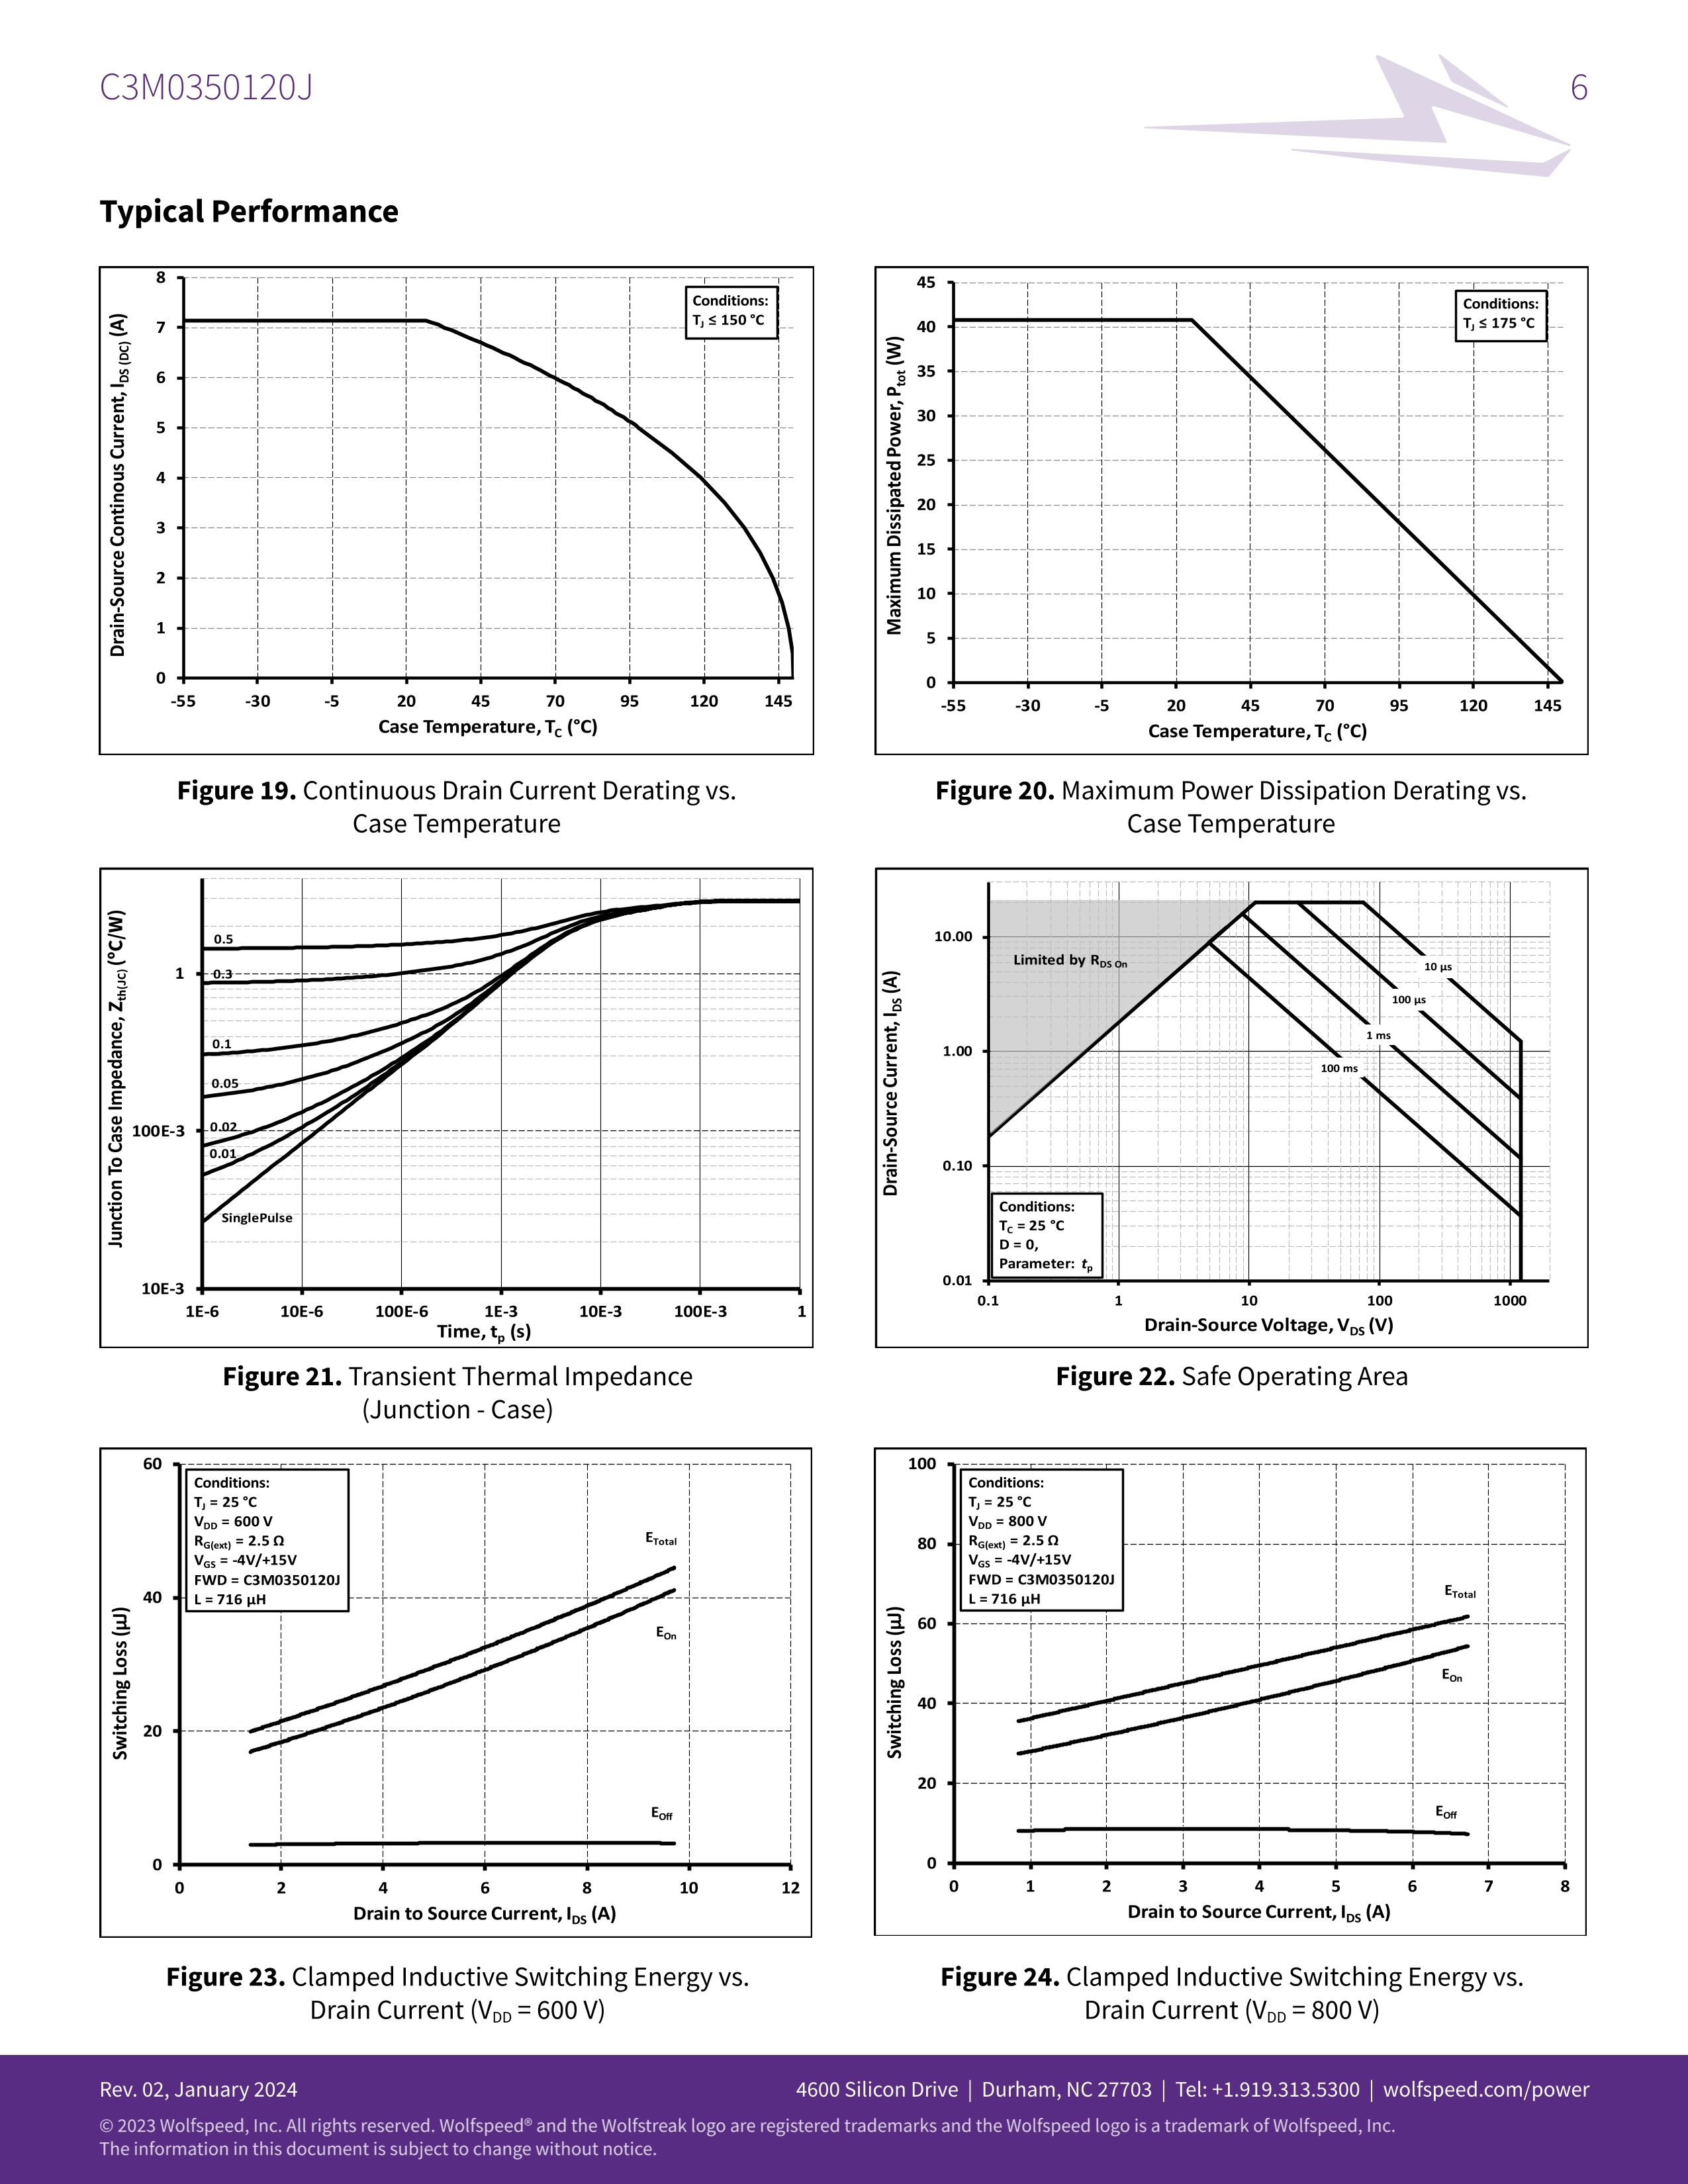 C3M0350120J
6
Typical Performance
Drain-Source Continous Current, IDS (DC) (A)
8
7
6
5
4
3
2
1
0
Conditions:
TJ ≤ 150 °C
-55 -30 -5 20 45 70 95 120 145
Case Temperature, TC (°C)
Figure 19. Continuous Drain Current Derating vs.
Case Temperature
Maximum Dissipated Power, Ptot (W)
45
40
35
30
25
20
15
10
5
0
Conditions:
TJ ≤ 175 °C
-55 -30 -5 20 45 70 95 120 145
Case Temperature, TC (°C)
Figure 20. Maximum Power Dissipation Derating vs.
Case Temperature
Junction To Case Impedance, Zth(JC) (°C/W)
1
100E-3
10E-3
0.5
0.3
0.1
0.05
0.02
0.01
SinglePulse
1E-6 10E-6 100E-6 1E-3 10E-3 100E-3 1
Time, tp (s)
Figure 21. Transient Thermal Impedance
(Junction - Case)
Drain-Source Current, IDS (A)
10.00
1.00
0.10
0.01
Limited by RDS On
10 µs
100 µs
1 ms
100 ms
Conditions:
TC = 25 °C
D = 0,
Parameter: tp
0.1 1 10 100 1000
Drain-Source Voltage, VDS (V)
Figure 22. Safe Operating Area
Switching Loss (µJ)
60
40
20
0
Conditions:
TJ = 25 °C
VDD = 600 V
RG(ext) = 2.5 Ω
VGS = -4V/+15V
FWD = C3M0350120J
L = 716 µH
ETotal
EOn
EOff
0 2 4 6 8 10 12
Drain to Source Current, IDS (A)
Figure 23. Clamped Inductive Switching Energy vs.
Drain Current (VDD = 600 V)
Switching Loss (µJ)
100
80
60
40
20
0
Conditions:
TJ = 25 °C
VDD = 800 V
RG(ext) = 2.5 Ω
VGS = -4V/+15V
FWD = C3M0350120J
L = 716 µH
ETotal
EOn
EOff
0 1 2 3 4 5 6 7 8
Drain to Source Current, IDS (A)
Figure 24. Clamped Inductive Switching Energy vs.
Drain Current (VDD = 800 V)
Rev. 02, January 2024
4600 Silicon Drive | Durham, NC 27703 | Tel: +1.919.313.5300 | wolfspeed.com/power
© 2023 Wolfspeed, Inc. All rights reserved. Wolfspeed® and the Wolfstreak logo are registered trademarks and the Wolfspeed logo is a trademark of Wolfspeed, Inc.
The information in this document is subject to change without notice.